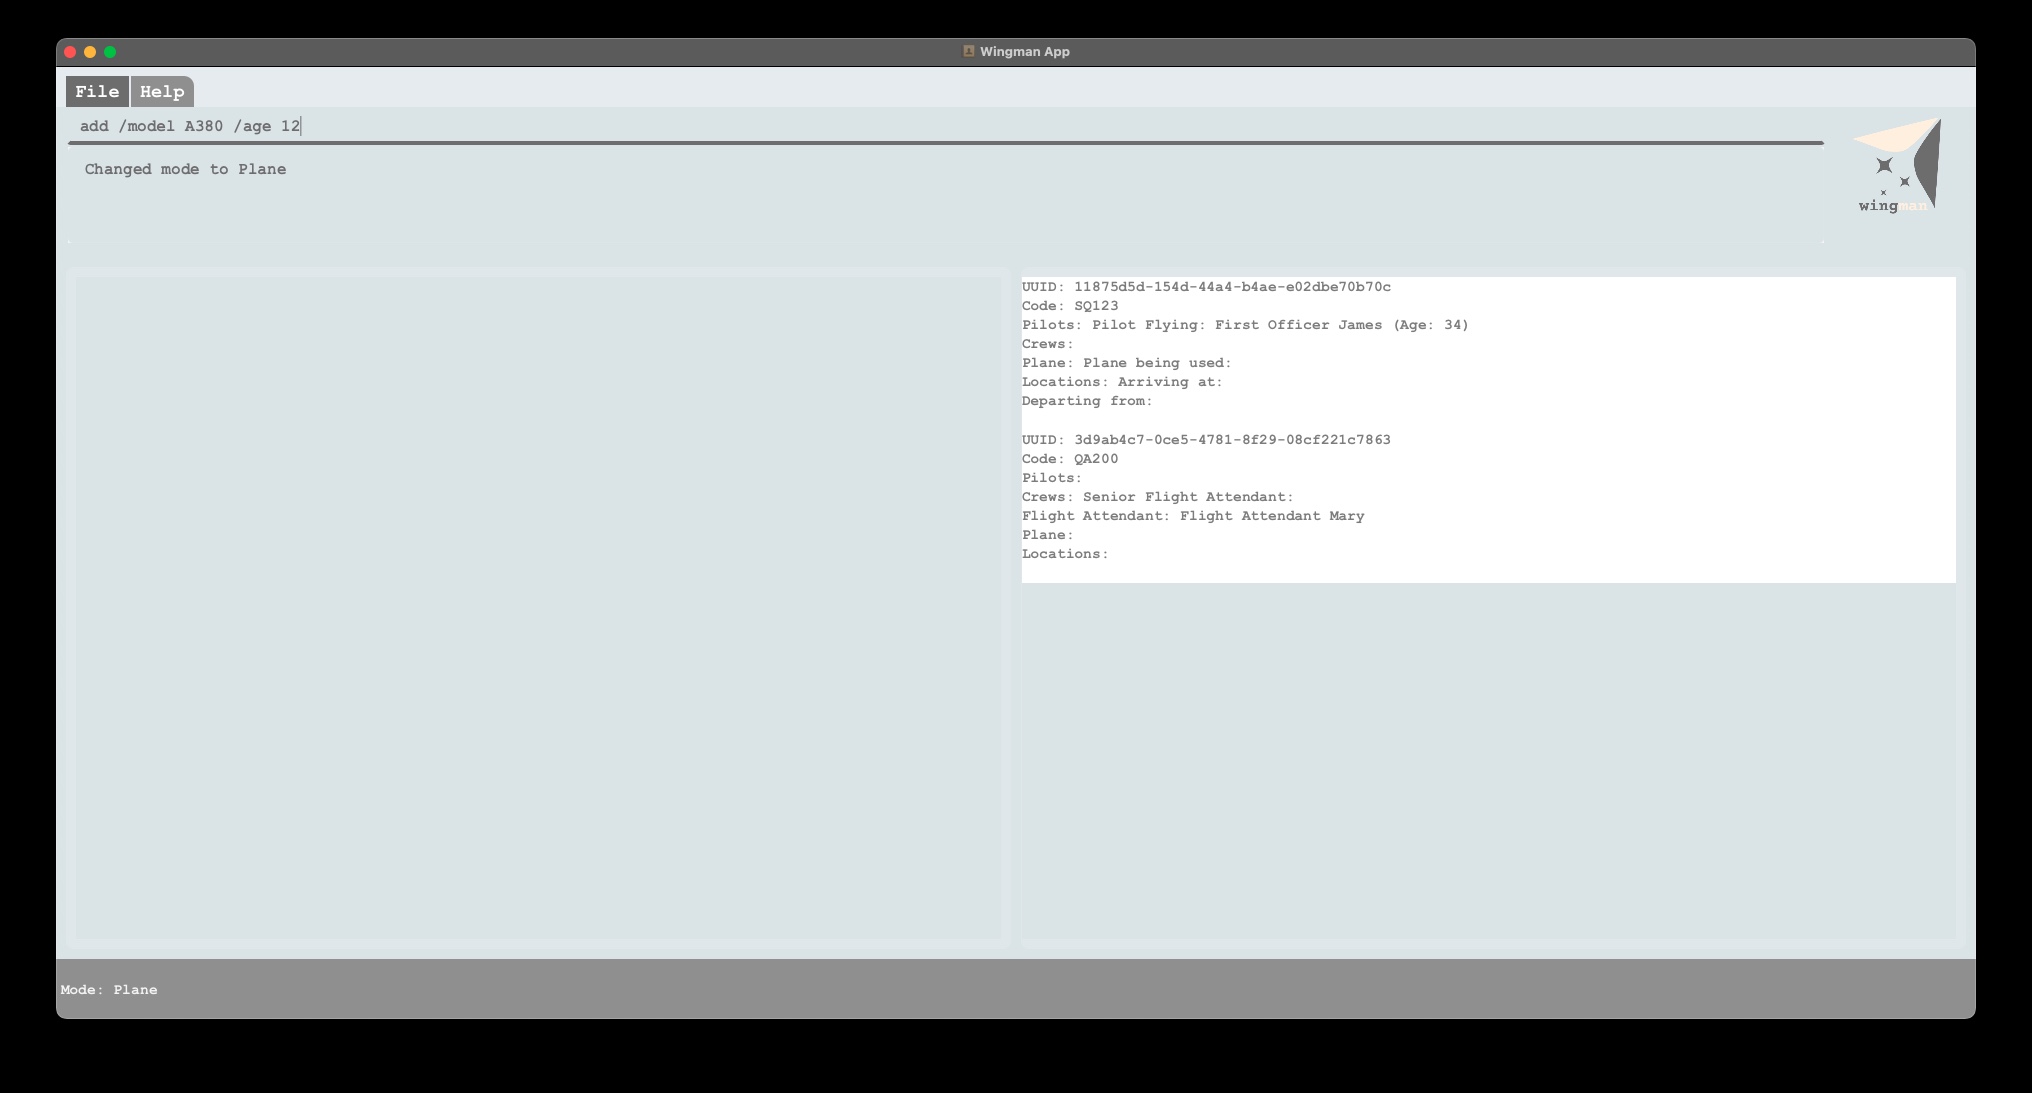 Wingman App
File Help
add /model A380 /age 12
Changed mode to Plane
wingman
UUID: 11875d5d-154d-44a4-b4ae-e02dbe70b70c
Code: SQ123
Pilots: Pilot Flying: First Officer James (Age: 34)
Crews:
Plane: Plane being used:
Locations: Arriving at:
Departing from:
UUID: 3d9ab4c7-0ce5-4781-8f29-08cf221c7863
Code: QA200
Pilots:
Crews: Senior Flight Attendant:
Flight Attendant: Flight Attendant Mary
Plane:
Locations:
Mode: Plane